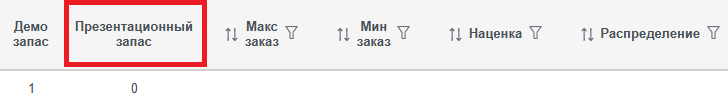 Демо запас
Презентационный запас
Макс заказ
Мин заказ
Наценка
Распределение
1
0